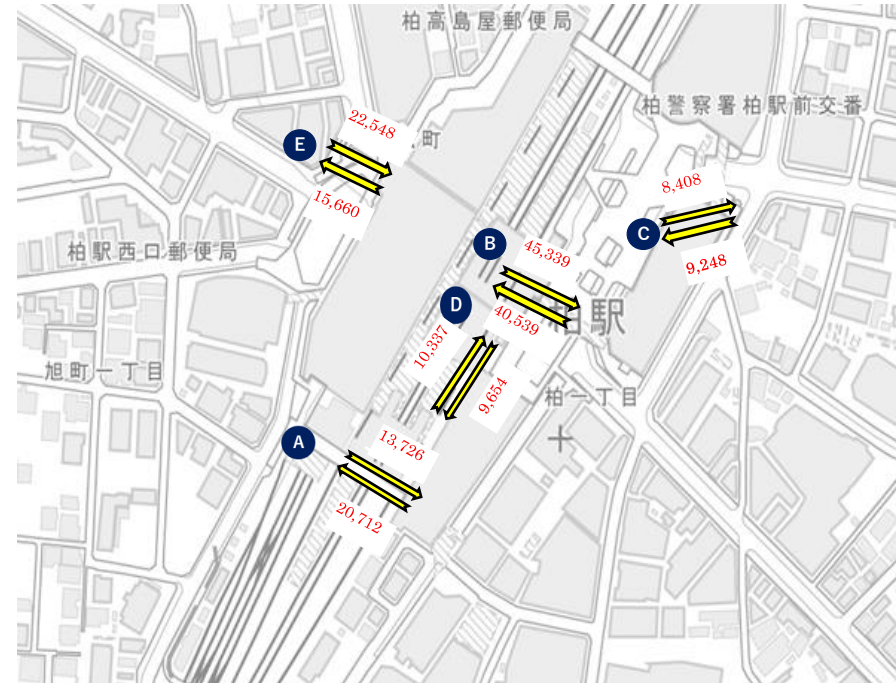 柏高島屋郵便局
柏警察署柏駅前交番
22,548
E
町
15,660
8,408
C
9,248
柏駅西口郵便局
B
45,339
D
40,539
柏駅
10,337
9,654
旭町一丁目
柏一丁目
A
13,726
20,712